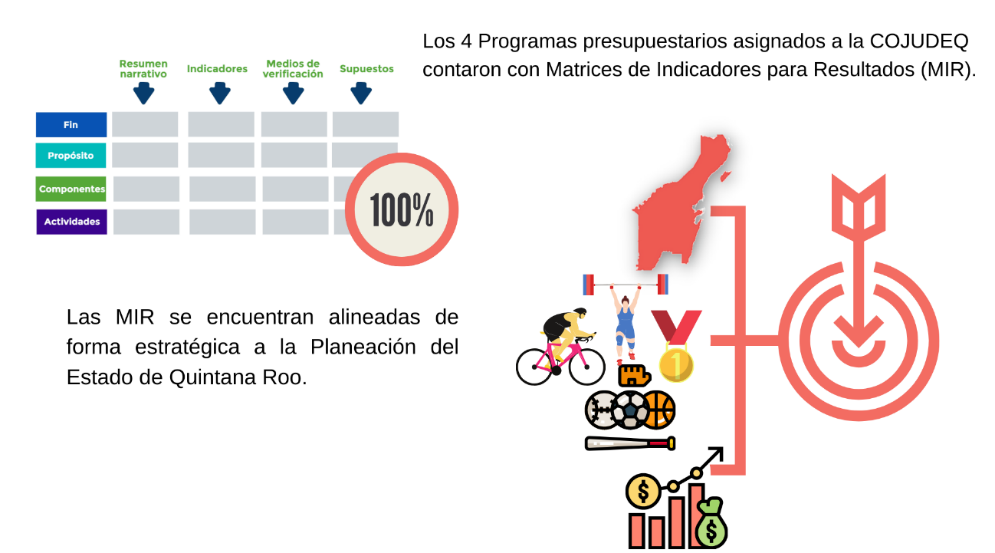 Los 4 Programas presupuestarios asignados a la COJUDEQ
contaron con Matrices de Indicadores para Resultados (MIR).
Resumen
narrativo
Indicadores
Medios de
verificación
Supuestos
Fin
Propósito
Componentes
Actividades
100%
Las MIR se encuentran alineadas de
forma estratégica a la Planeación del
Estado de Quintana Roo.
1
$
$